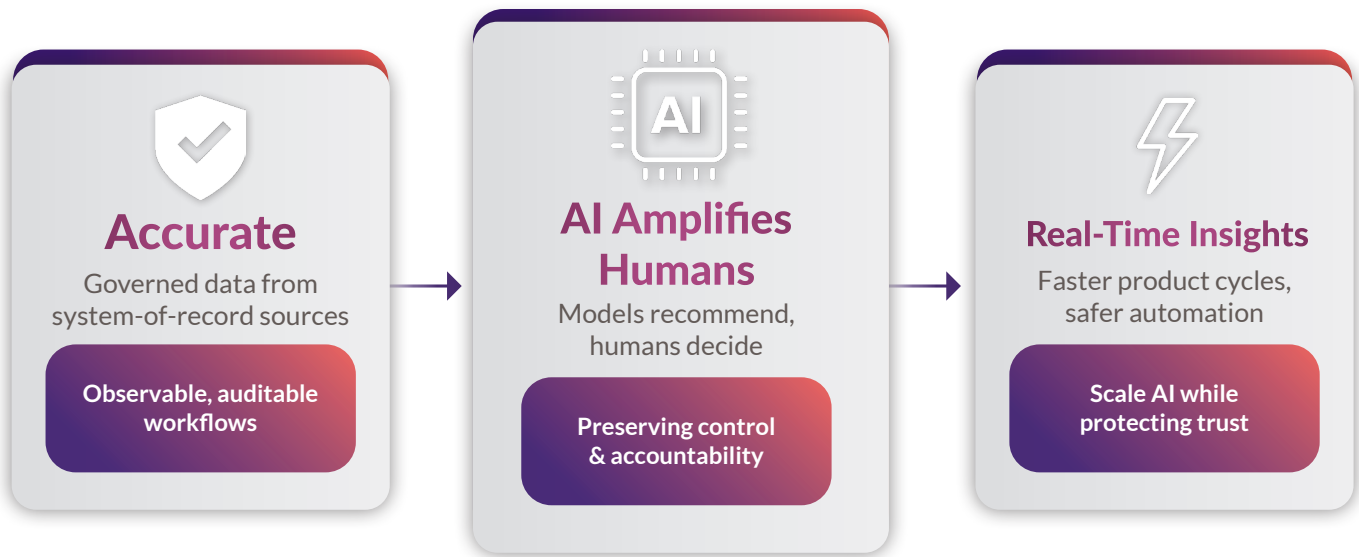 Accurate
Governed data from
system-of-record sources
Observable, auditable
workflows
AI
AI Amplifies
Humans
Models recommend,
humans decide
Preserving control
& accountability
Real-Time Insights
Faster product cycles,
safer automation
Scale AI while
protecting trust